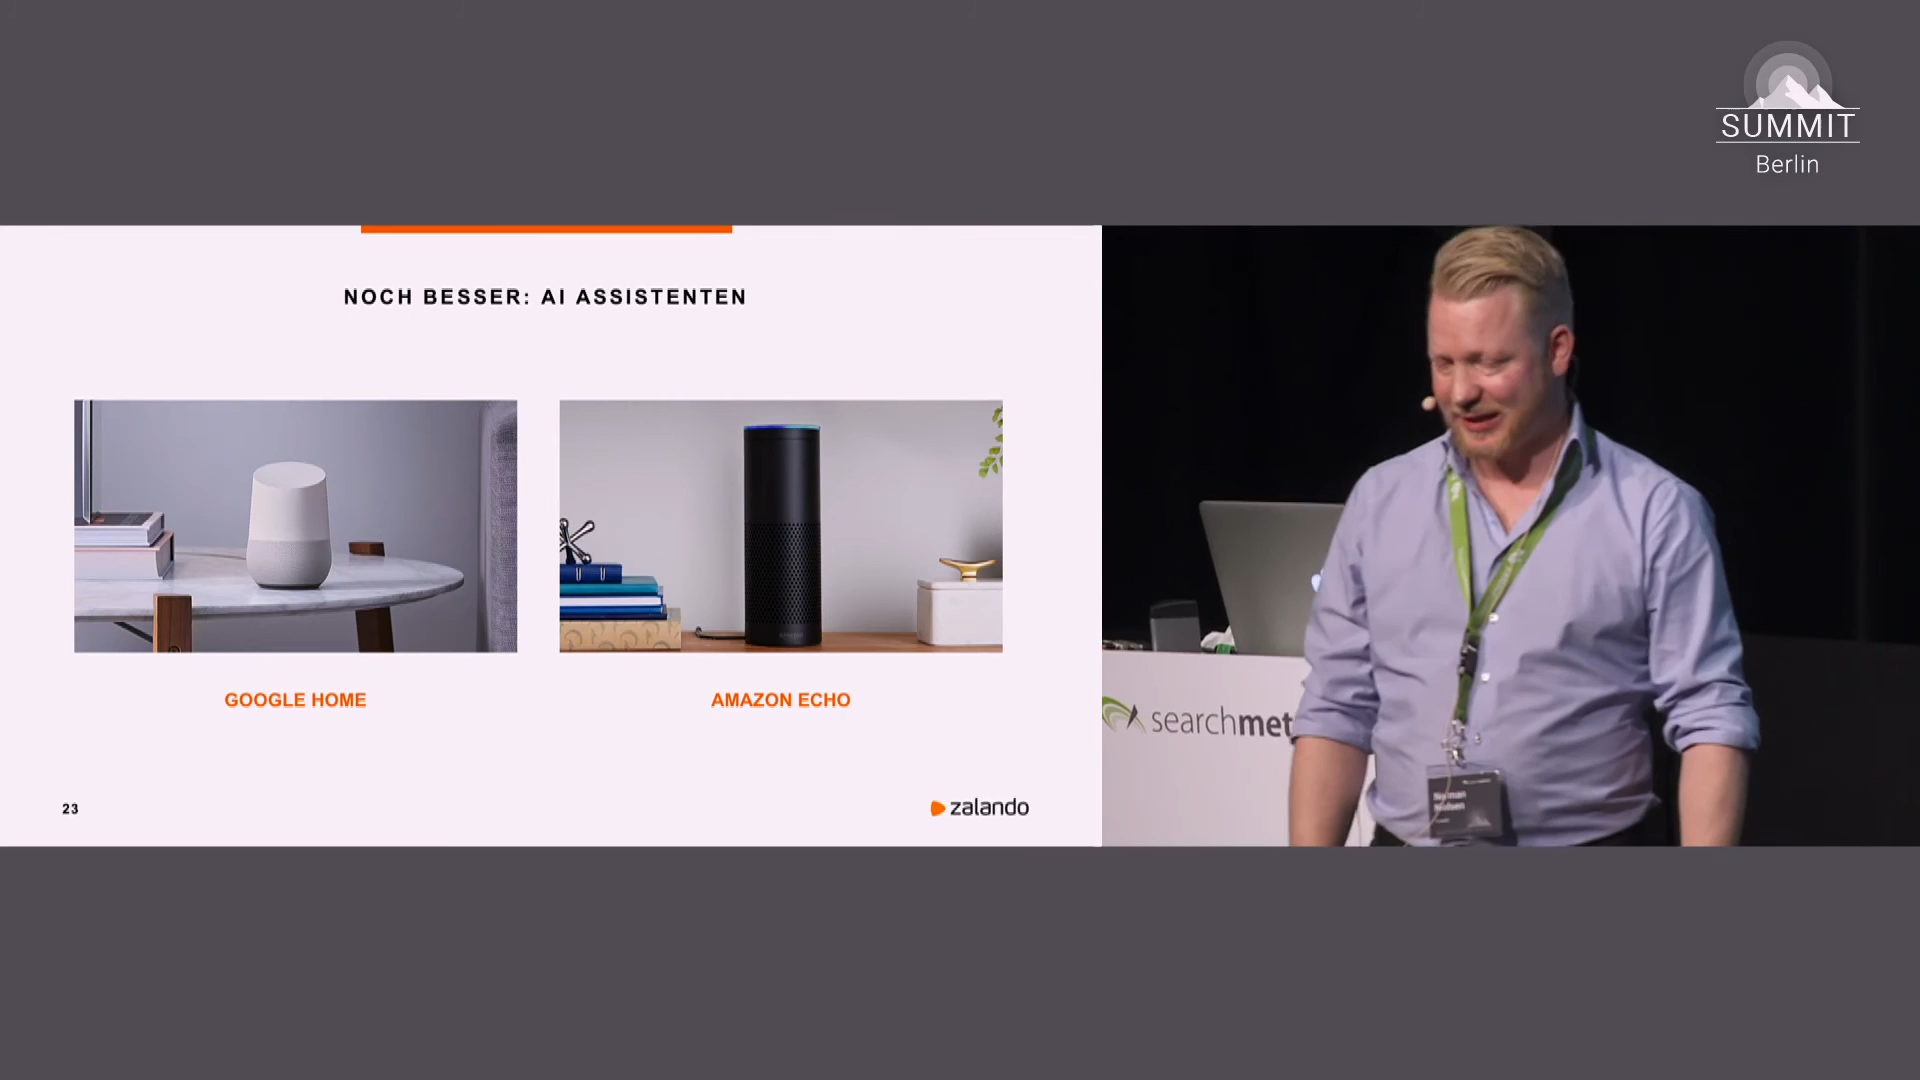 SUMMIT
Berlin
NOCH BESSER: AI ASSISTENTEN
GOOGLE HOME
AMAZON ECHO
23
zalando
searchmet